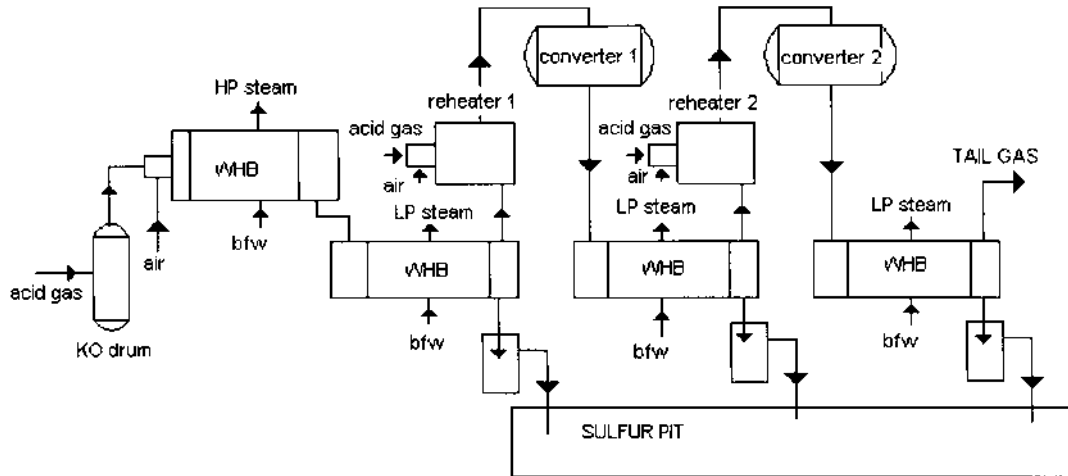 converter 1
converter 2
HP steam
reheater 1
reheater 2
acid gas
acid gas
WHB
TAIL GAS
air
air
LP steam
LP steam
LP steam
bfw
air
WHB
WHB
WHB
acid gas
KO drum
bfw
bfw
bfw
SULFUR PIT